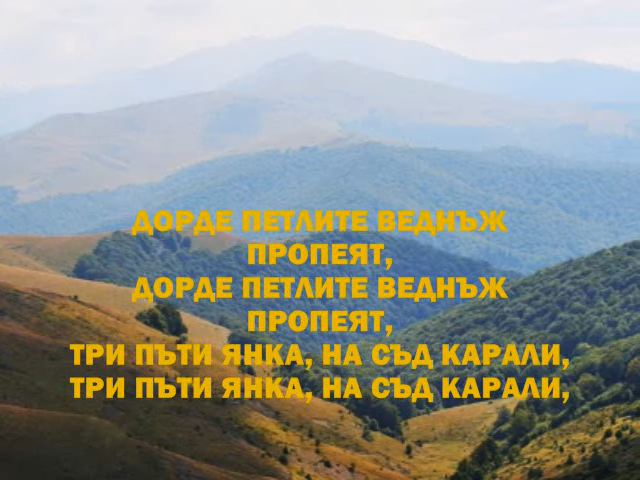 ДОРДЕ ПЕТЛИТЕ ВЕДНЪЖ
ПРОПЕЯТ,
ДОРДЕ ПЕТЛИТЕ ВЕДНЪЖ
ПРОПЕЯТ,
ТРИ ПЪТИ ЯНКА, НА СЪД КАРАЛИ,
ТРИ ПЪТИ ЯНКА, НА СЪД КАРАЛИ,